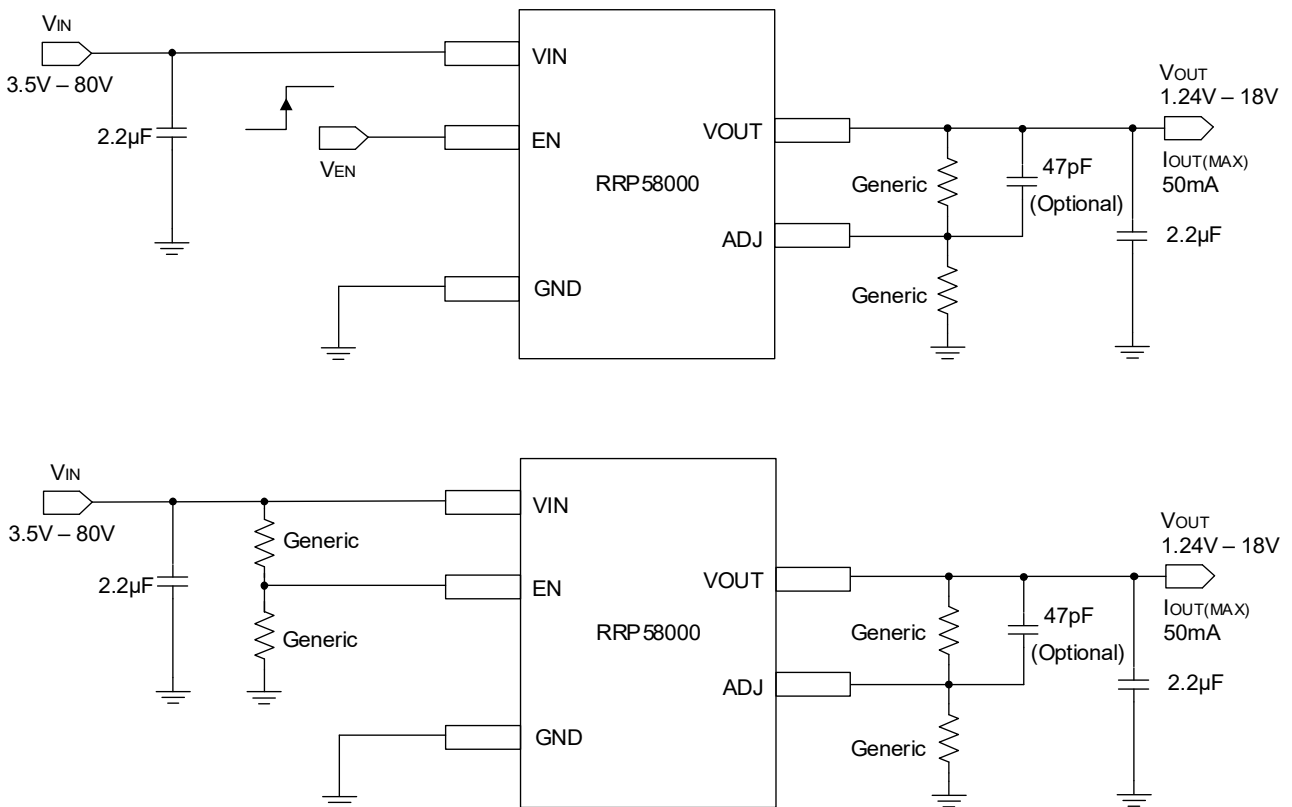 VIN
3.5V – 80V
2.2µF
VEN
VIN
EN
GND
RRP58000
VOUT
ADJ
Generic
Generic
47pF
(Optional)
VOUT
1.24V – 18V
IOUT(MAX)
50mA
2.2µF
VIN
3.5V – 80V
2.2µF
Generic
Generic
VIN
EN
GND
RRP58000
VOUT
ADJ
Generic
Generic
47pF
(Optional)
VOUT
1.24V – 18V
IOUT(MAX)
50mA
2.2µF